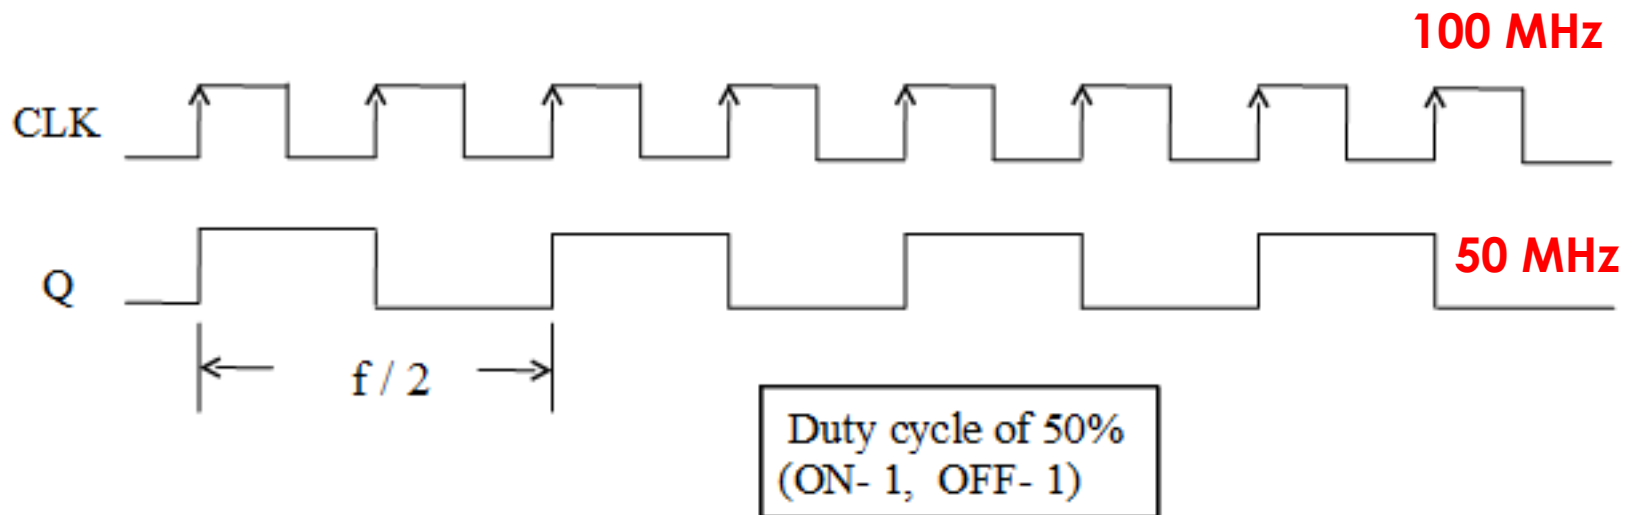 100 MHz
CLK
Q
50 MHz
f / 2
Duty cycle of 50%
(ON- 1, OFF- 1)